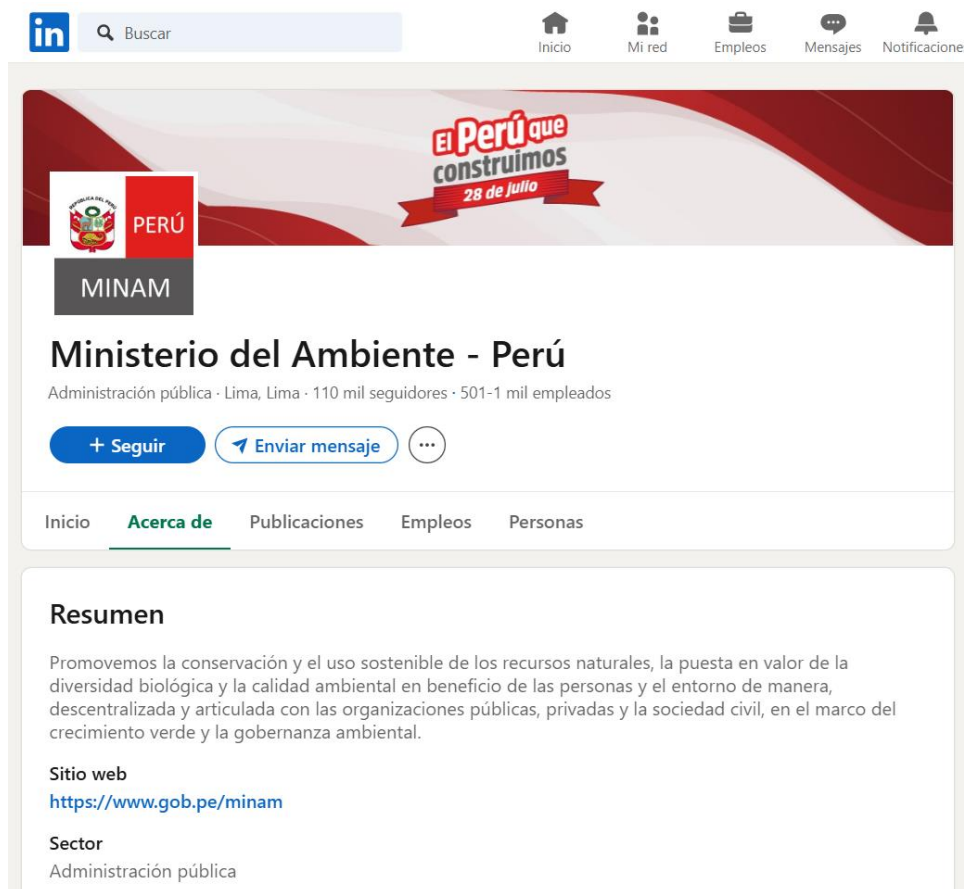 in
Buscar
Inicio
Mi red
Empleos
Mensajes
Notificacione
El Perú que
construimos
28 de Julio
REPÚBLICA DEL PERÚ
PERÚ
MINAM
Ministerio del Ambiente - Perú
Administración pública · Lima, Lima · 110 mil seguidores · 501-1 mil empleados
+ Seguir
Enviar mensaje
Inicio
Acerca de
Publicaciones
Empleos
Personas
Resumen
Promovemos la conservación y el uso sostenible de los recursos naturales, la puesta en valor de la
diversidad biológica y la calidad ambiental en beneficio de las personas y el entorno de manera,
descentralizada y articulada con las organizaciones públicas, privadas y la sociedad civil, en el marco del
crecimiento verde y la gobernanza ambiental.
Sitio web
https://www.gob.pe/minam
Sector
Administración pública